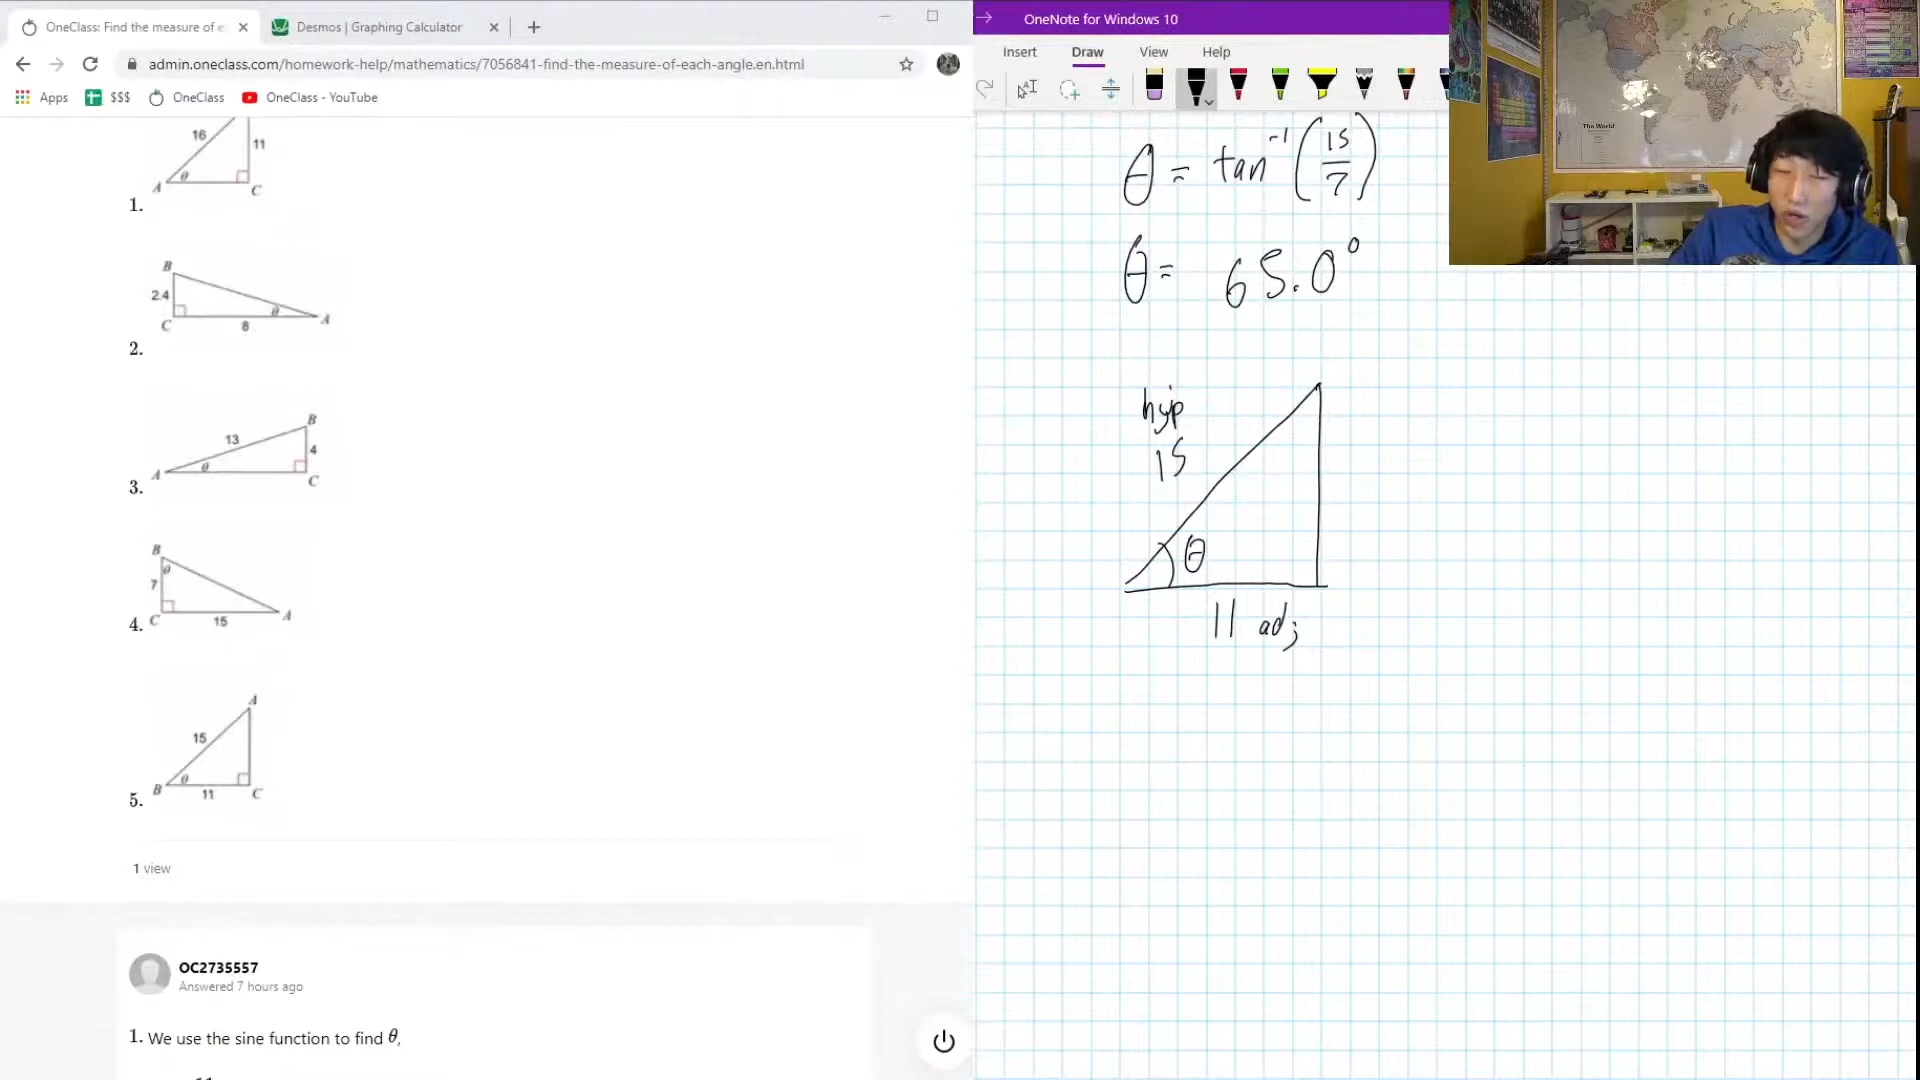 OneClass: Find the measure of e
Desmos | Graphing Calculator
admin.oneclass.com/homework-help/mathematics/7056841-find-the-measure-of-each-angle.en.html
Apps
$$$
OneClass
OneClass - YouTube
16
11
A
θ
C
1.
B
2.4
C
8
θ
A
2.
13
B
4
A
θ
C
3.
B
θ
7
C
15
A
4.
A
15
B
θ
11
C
5.
1 view
OC2735557
Answered 7 hours ago
1. We use the sine function to find θ,
OneNote for Windows 10
Insert
Draw
View
Help
θ = tan⁻¹ (15/7)
θ = 65.0°
hyp
15
θ
11 adj
The World